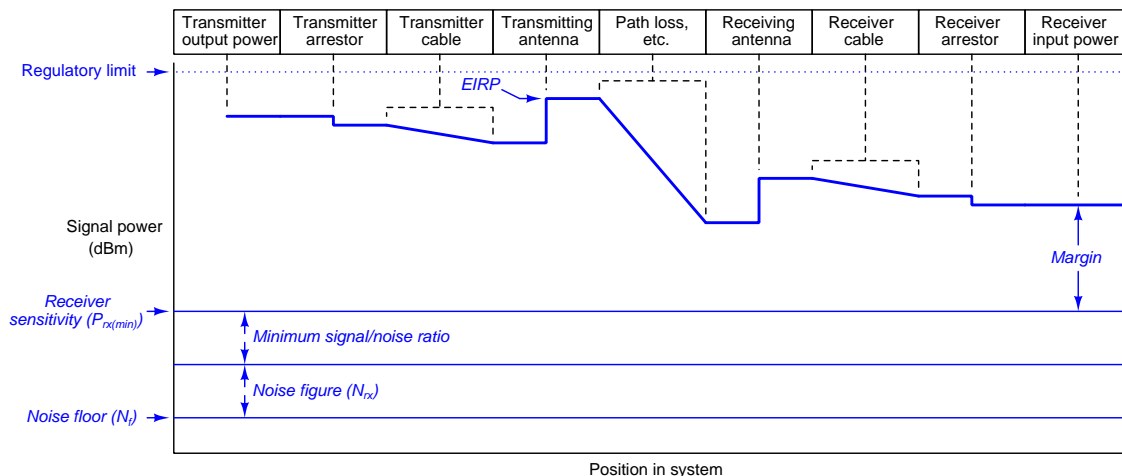 Transmitter
output power
Transmitter
arrestor
Transmitter
cable
Transmitting
antenna
Path loss,
etc.
Receiving
antenna
Receiver
cable
Receiver
arrestor
Receiver
input power
Regulatory limit
EIRP
Signal power
(dBm)
Margin
Receiver
sensitivity (Prx(min))
Minimum signal/noise ratio
Noise figure (Nrx)
Noise floor (Nf)
Position in system